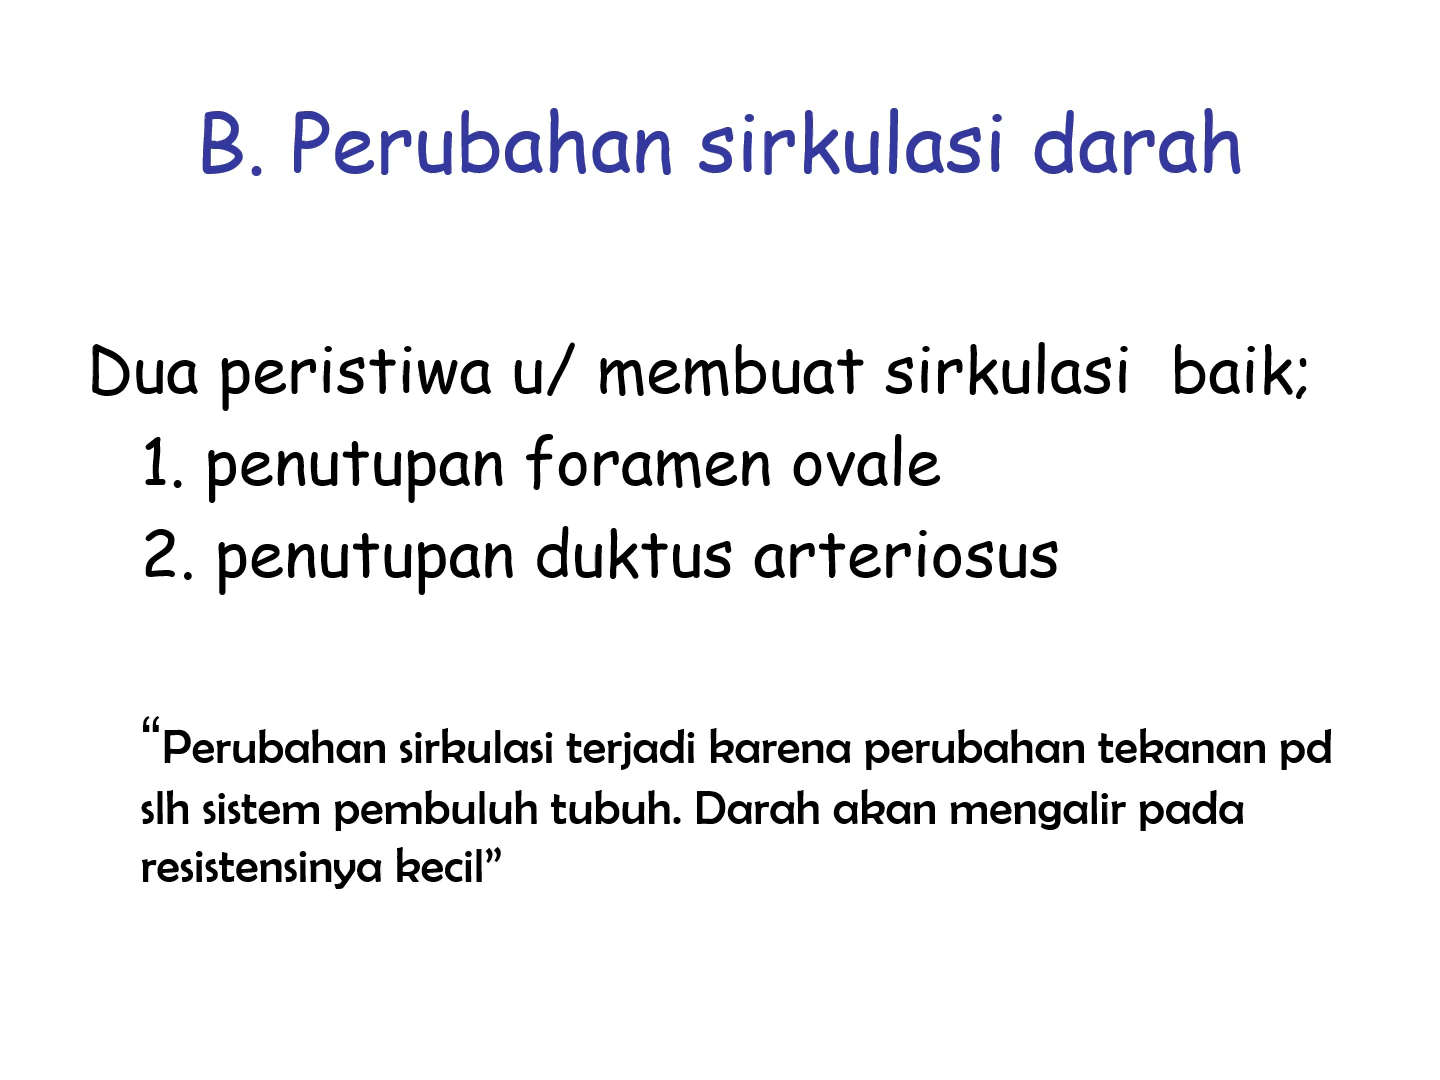 B. Perubahan sirkulasi darah
Dua peristiwa u/ membuat sirkulasi baik;
1. penutupan foramen ovale
2. penutupan duktus arteriosus
“Perubahan sirkulasi terjadi karena perubahan tekanan pd
slh sistem pembuluh tubuh. Darah akan mengalir pada
resistensinya kecil”